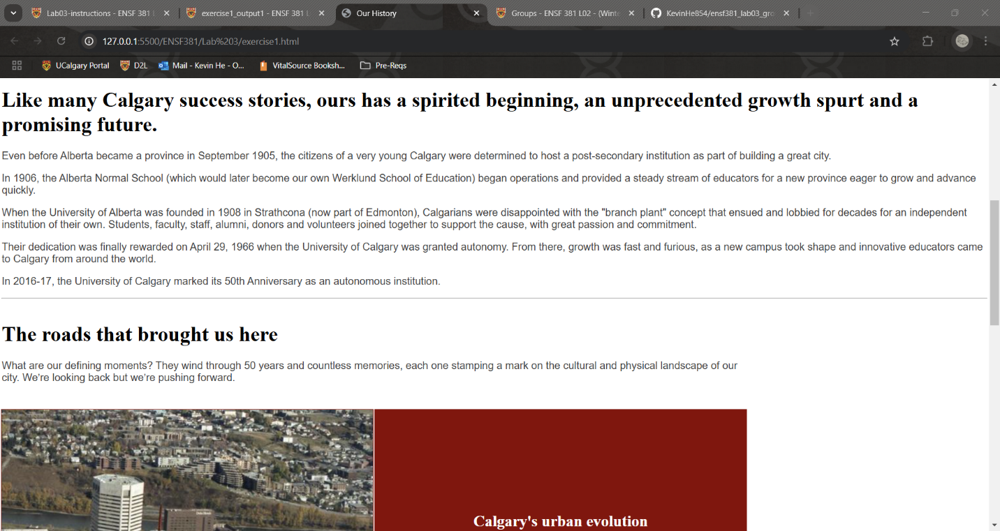 Lab03-instructions - ENSF 381 L
exercise1_output1 - ENSF 381 L
Our History
Groups - ENSF 381 L02 - (Winte
KevinHe854/ensf381_lab03_gro
127.0.0.1:5500/ENSF381/Lab%203/exercise1.html
UCalgary Portal
D2L
Mail - Kevin He - O...
VitalSource Booksh...
Pre-Reqs
Like many Calgary success stories, ours has a spirited beginning, an unprecedented growth spurt and a
promising future.
Even before Alberta became a province in September 1905, the citizens of a very young Calgary were determined to host a post-secondary institution as part of building a great city.
In 1906, the Alberta Normal School (which would later become our own Werklund School of Education) began operations and provided a steady stream of educators for a new province eager to grow and advance
quickly.
When the University of Alberta was founded in 1908 in Strathcona (now part of Edmonton), Calgarians were disappointed with the "branch plant" concept that ensued and lobbied for decades for an independent
institution of their own. Students, faculty, staff, alumni, donors and volunteers joined together to support the cause, with great passion and commitment.
Their dedication was finally rewarded on April 29, 1966 when the University of Calgary was granted autonomy. From there, growth was fast and furious, as a new campus took shape and innovative educators came
to Calgary from around the world.
In 2016-17, the University of Calgary marked its 50th Anniversary as an autonomous institution.
The roads that brought us here
What are our defining moments? They wind through 50 years and countless memories, each one stamping a mark on the cultural and physical landscape of our
city. We're looking back but we're pushing forward.
Calgary's urban evolution